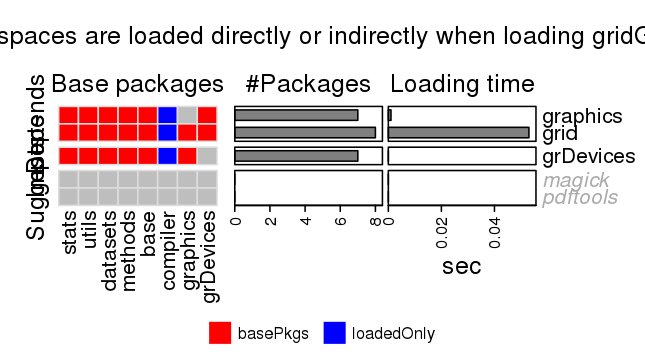 spaces are loaded directly or indirectly when loading gridG
Base packages
#Packages
Loading time
graphics
grid
grDevices
magick
pdftools
stats
utils
datasets
methods
base
compiler
graphics
grDevices
0
2
4
6
8
0
0.02
0.04
sec
basePkgs
loadedOnly